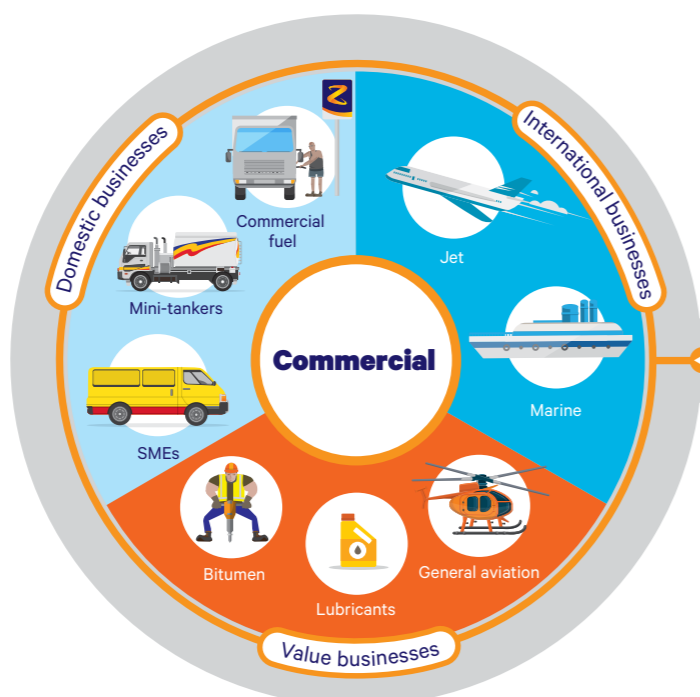 Domestic businesses
International businesses
Z
Commercial
fuel
Jet
Mini-tankers
Commercial
Marine
SMEs
Bitumen
General aviation
Lubricants
Value businesses